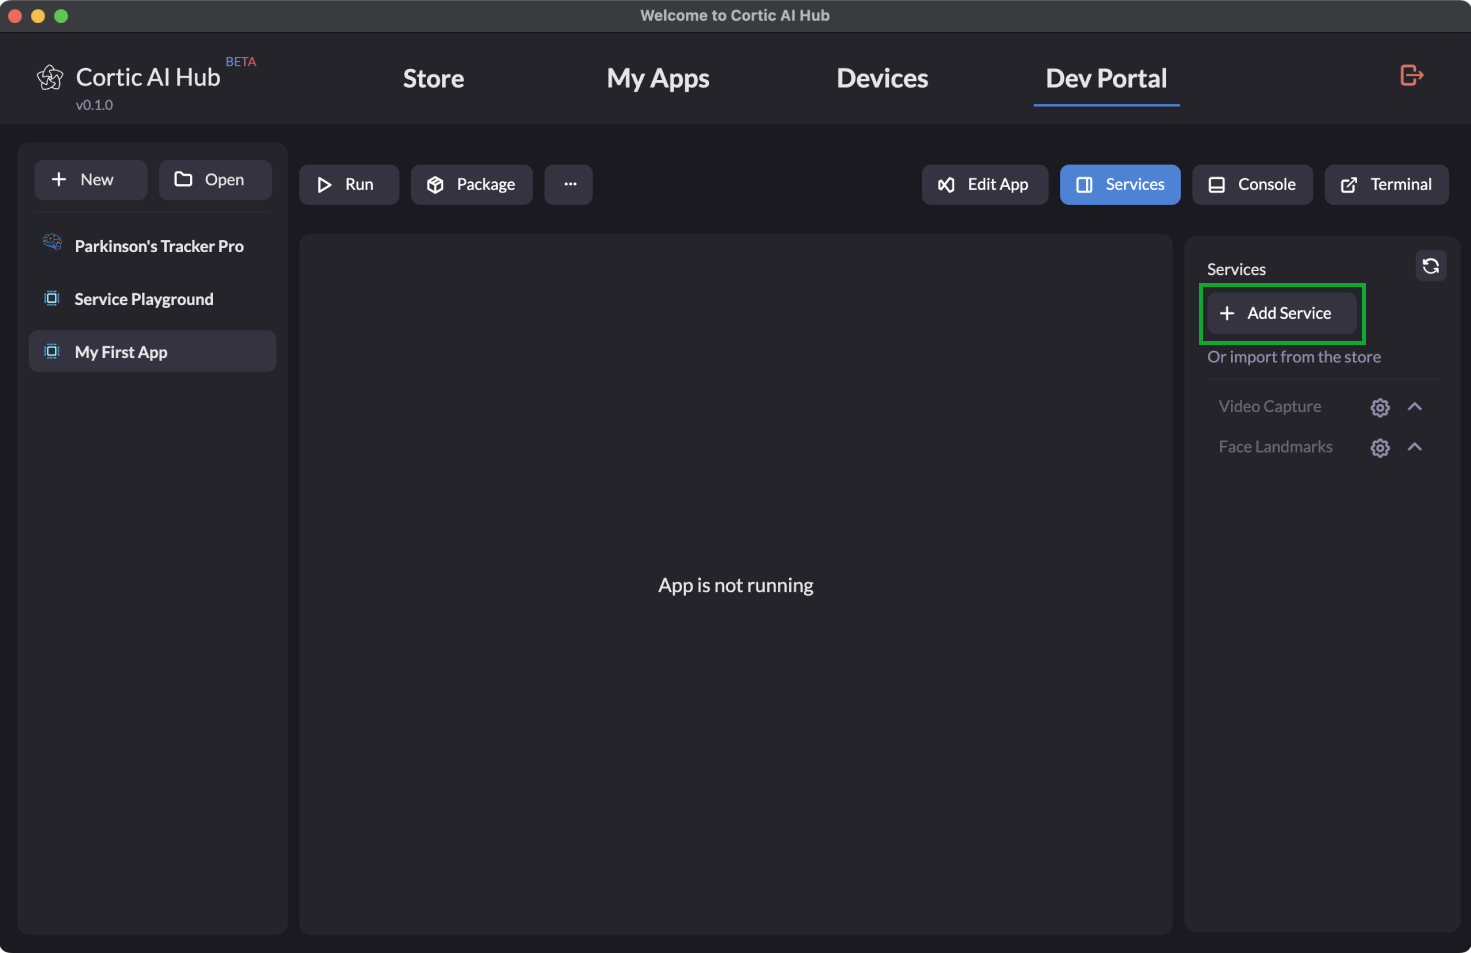 Welcome to Cortic AI Hub
Cortic AI Hub BETA
v0.1.0
Store
My Apps
Devices
Dev Portal
New
Open
Parkinson's Tracker Pro
Service Playground
My First App
Run
Package
...
Edit App
Services
Console
Terminal
App is not running
Services
+ Add Service
Or import from the store
Video Capture
Face Landmarks